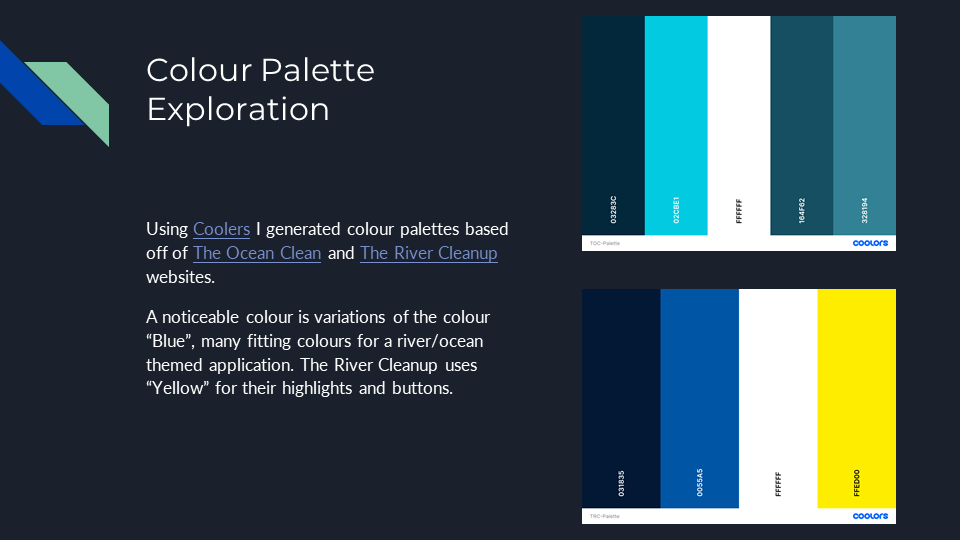 Colour Palette
Exploration
Using Coolers I generated colour palettes based
off of The Ocean Clean and The River Cleanup
websites.
A noticeable colour is variations of the colour
“Blue”, many fitting colours for a river/ocean
themed application. The River Cleanup uses
“Yellow” for their highlights and buttons.
03283C
02CBE1
FFFFFF
164F62
328194
TOC-Palette
coolors
031835
0055A5
FFFFFF
FFED00
TRC-Palette
coolors